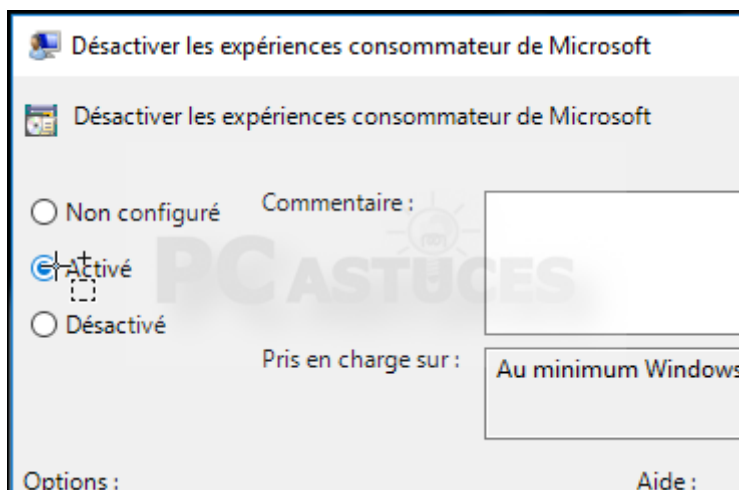 Désactiver les expériences consommateur de Microsoft
Désactiver les expériences consommateur de Microsoft
Non configuré
Commentaire :
Activé
PC ASTUCES
Désactivé
Pris en charge sur :
Au minimum Windows
Options :
Aide :